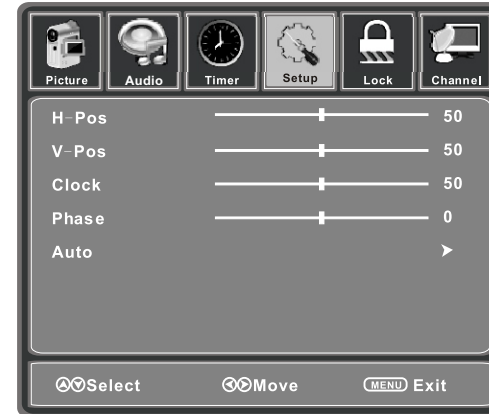 Picture Audio Timer Setup Lock Channel
H-Pos 50
V-Pos 50
Clock 50
Phase 0
Auto
Select Move MENU Exit